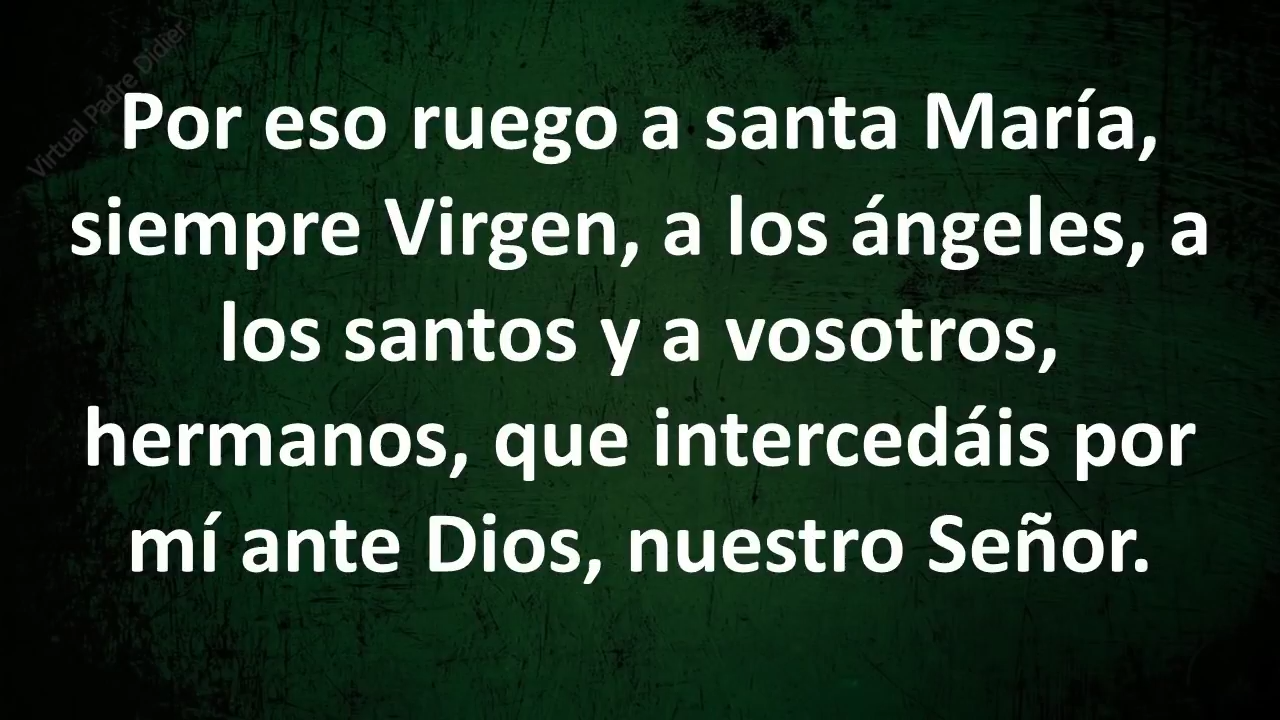 Virtual Padre Didier
Por eso ruego a santa María,
siempre Virgen, a los ángeles, a
los santos y a vosotros,
hermanos, que intercedáis por
mí ante Dios, nuestro Señor.